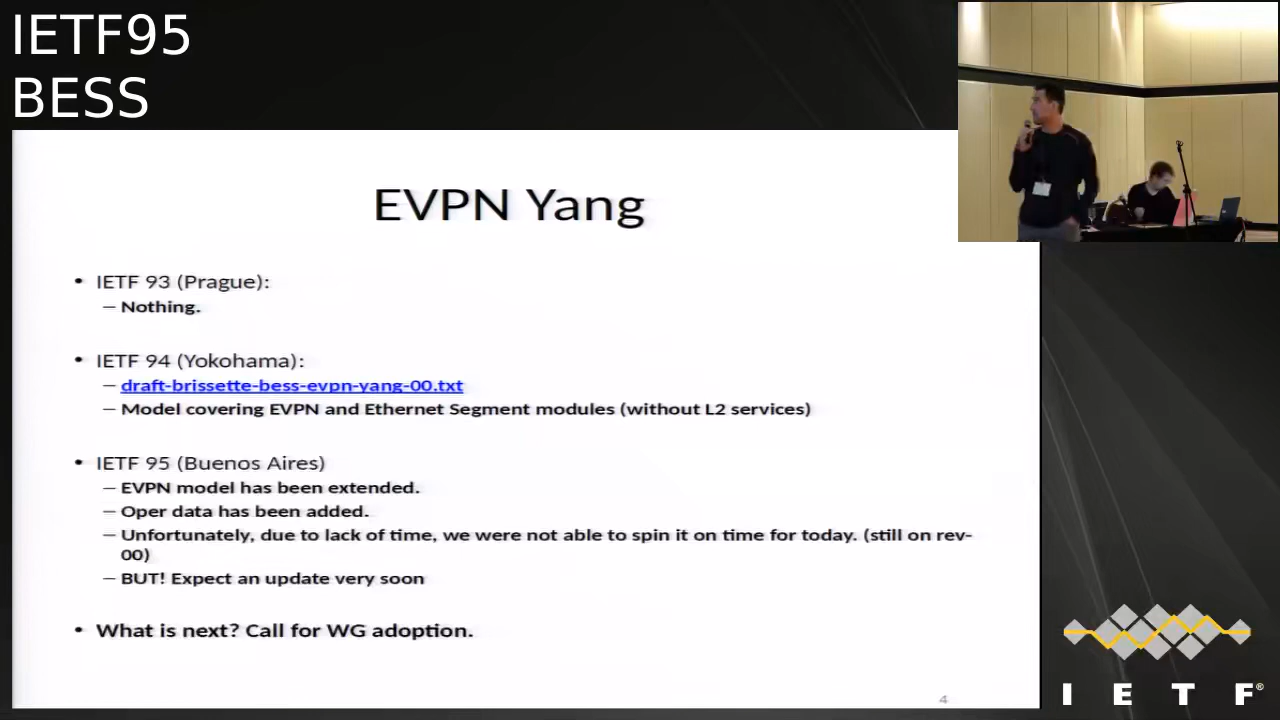 IETF95
BESS
EVPN Yang
• IETF 93 (Prague):
– Nothing.
• IETF 94 (Yokohama):
– draft-brissette-bess-evpn-yang-00.txt
– Model covering EVPN and Ethernet Segment modules (without L2 services)
• IETF 95 (Buenos Aires)
– EVPN model has been extended.
– Oper data has been added.
– Unfortunately, due to lack of time, we were not able to spin it on time for today. (still on rev-
00)
– BUT! Expect an update very soon
• What is next? Call for WG adoption.
4
I E T F®